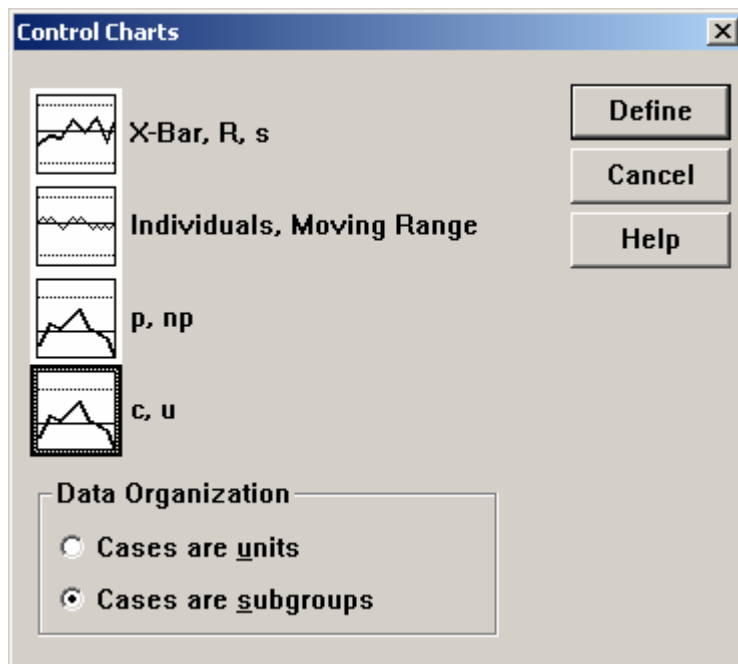 Control Charts
X-Bar, R, s
Individuals, Moving Range
p, np
c, u
Define
Cancel
Help
Data Organization
Cases are units
Cases are subgroups